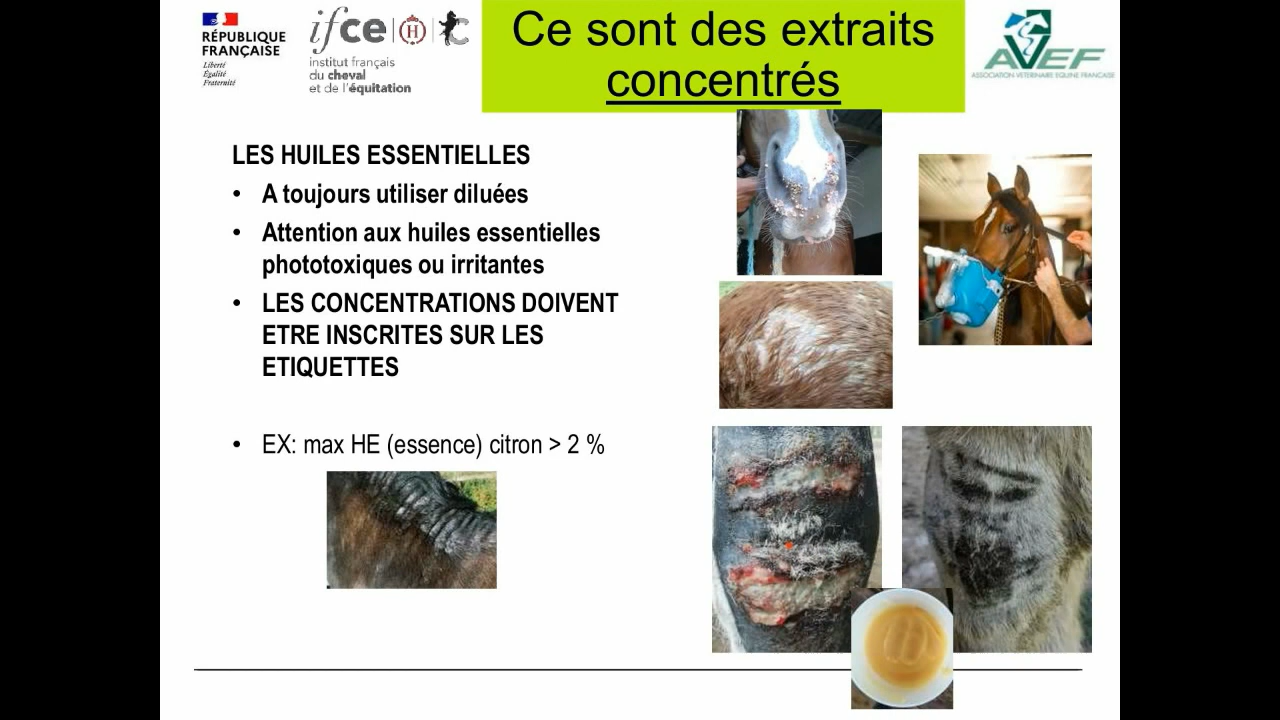 RÉPUBLIQUE
FRANÇAISE
Liberté
Égalité
Fraternité
ifce
H
institut français
du cheval
et de l'équitation
Ce sont des extraits
concentrés
AVEF
ASSOCIATION VÉTÉRINAIRE ÉQUINE FRANÇAISE
LES HUILES ESSENTIELLES
• A toujours utiliser diluées
• Attention aux huiles essentielles
phototoxiques ou irritantes
• LES CONCENTRATIONS DOIVENT
ETRE INSCRITES SUR LES
ETIQUETTES
• EX: max HE (essence) citron > 2 %